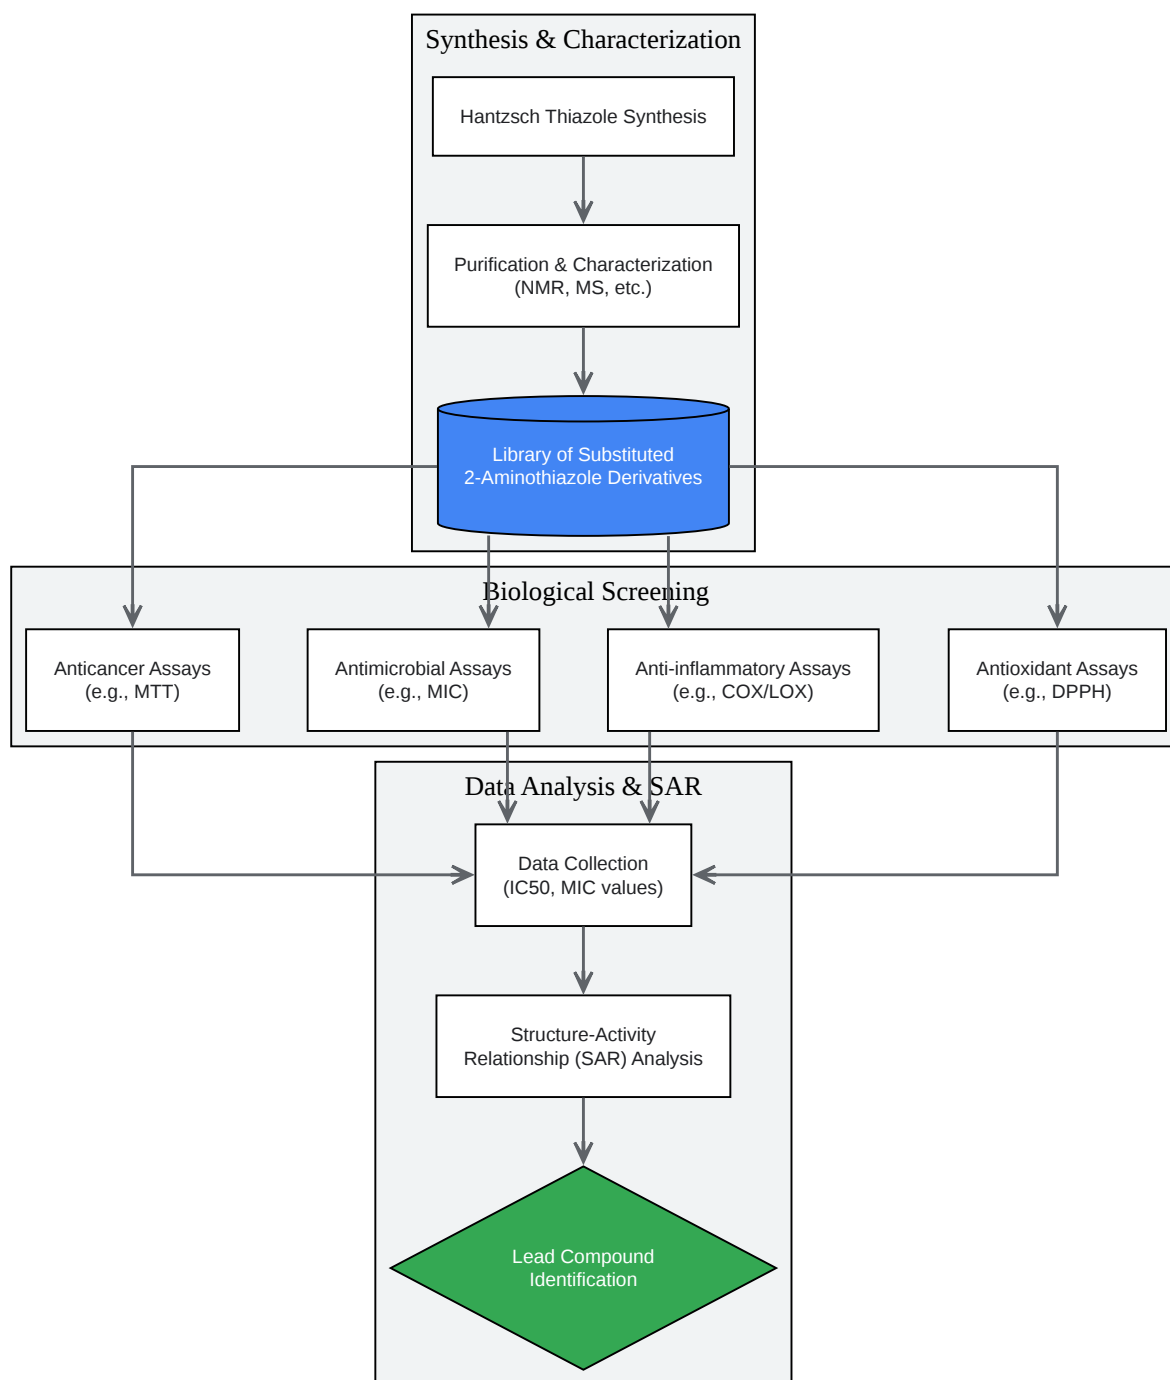 Synthesis & Characterization
Hantzsch Thiazole Synthesis
Purification & Characterization
(NMR, MS, etc.)
Library of Substituted
2-Aminothiazole Derivatives
Biological Screening
Anticancer Assays
(e.g., MTT)
Antimicrobial Assays
(e.g., MIC)
Anti-inflammatory Assays
(e.g., COX/LOX)
Antioxidant Assays
(e.g., DPPH)
Data Analysis & SAR
Data Collection
(IC50, MIC values)
Structure-Activity
Relationship (SAR) Analysis
Lead Compound
Identification